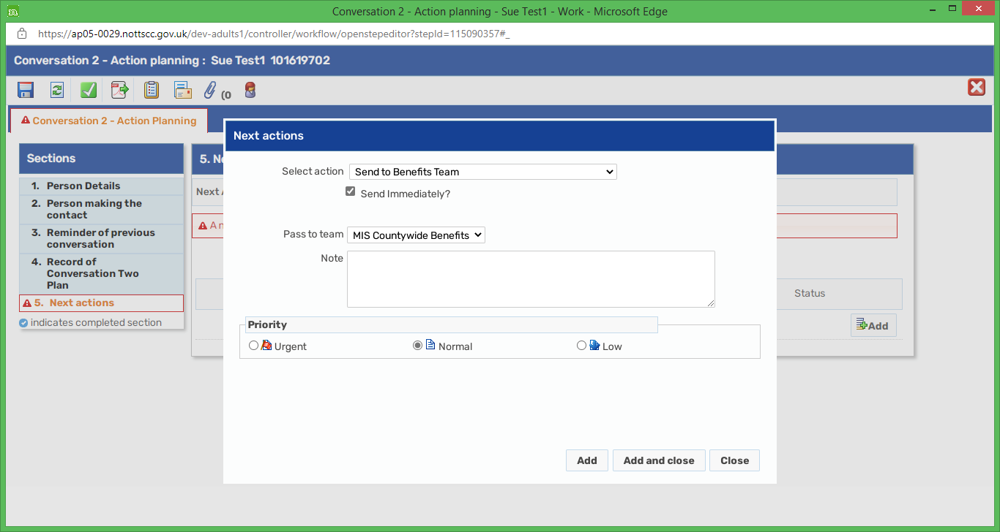 Conversation 2 - Action planning - Sue Test1 - Work - Microsoft Edge
https://ap05-0029.nottscc.gov.uk/dev-adults1/controller/workflow/openstepeditor?stepId=115090357#_
Conversation 2 - Action planning : Sue Test1 101619702
(0
Conversation 2 - Action Planning
Sections
1. Person Details
2. Person making the
contact
3. Reminder of previous
conversation
4. Record of
Conversation Two
Plan
5. Next actions
indicates completed section
5. Ne
Next A
A n
Status
Add
Next actions
Select action Send to Benefits Team
Send Immediately?
Pass to team MIS Countywide Benefits
Note
Priority
Urgent Normal Low
Add Add and close Close